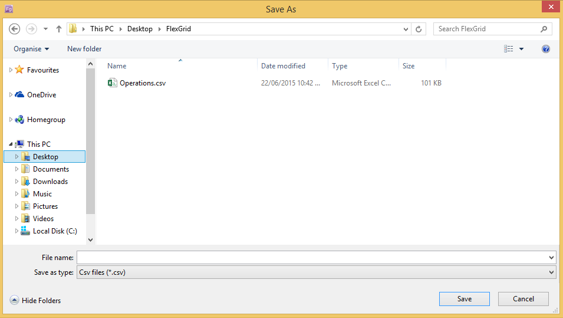 Save As
This PC Desktop FlexGrid Search FlexGrid
Organise New folder
Name Date modified Type Size
Operations.csv 22/06/2015 10:42 ... Microsoft Excel C... 101 KB
Favourites
OneDrive
Homegroup
This PC
Desktop
Documents
Downloads
Music
Pictures
Videos
Local Disk (C:)
File name:
Save as type: Csv files (*.csv)
Hide Folders Save Cancel